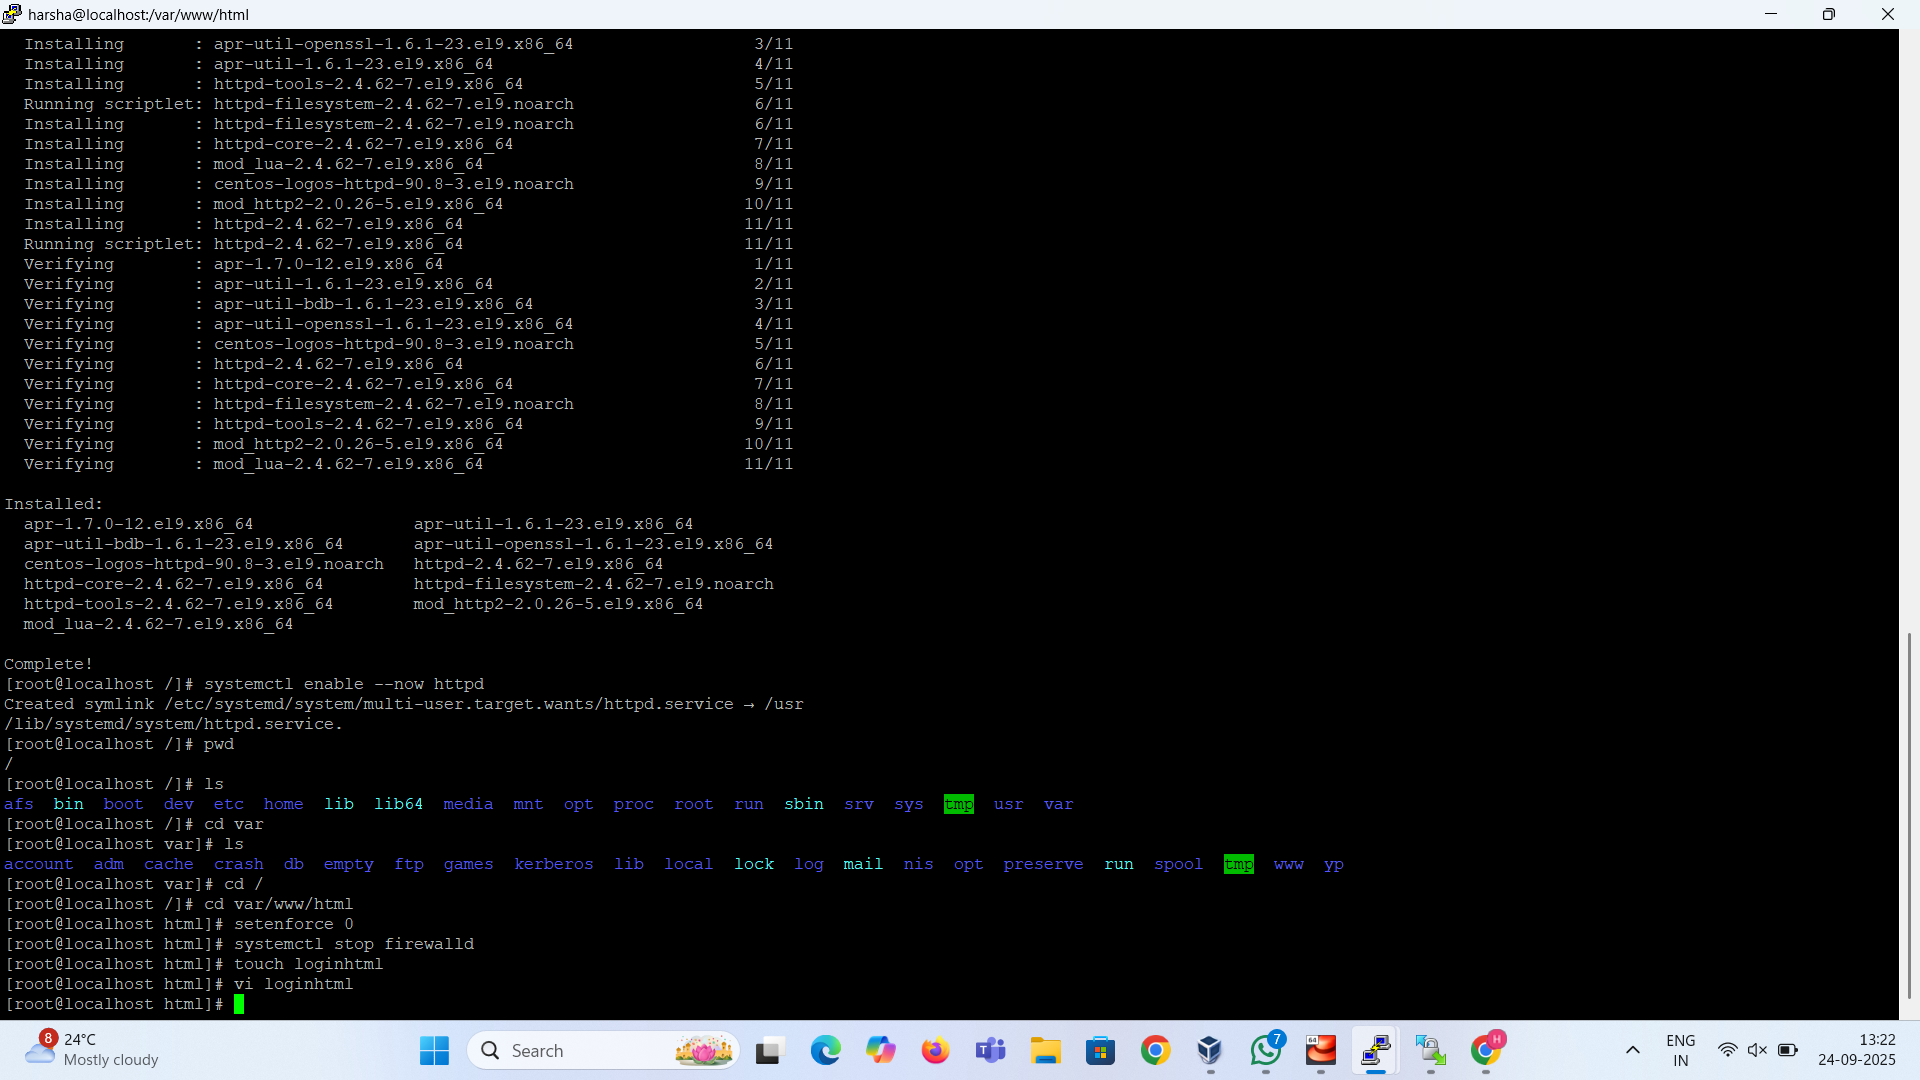 harsha@localhost:/var/www/html
Installing : apr-util-openssl-1.6.1-23.el9.x86_64 3/11
Installing : apr-util-1.6.1-23.el9.x86_64 4/11
Installing : httpd-tools-2.4.62-7.el9.x86_64 5/11
Running scriptlet: httpd-filesystem-2.4.62-7.el9.noarch 6/11
Installing : httpd-filesystem-2.4.62-7.el9.noarch 6/11
Installing : httpd-core-2.4.62-7.el9.x86_64 7/11
Installing : mod_lua-2.4.62-7.el9.x86_64 8/11
Installing : centos-logos-httpd-90.8-3.el9.noarch 9/11
Installing : mod_http2-2.0.26-5.el9.x86_64 10/11
Installing : httpd-2.4.62-7.el9.x86_64 11/11
Running scriptlet: httpd-2.4.62-7.el9.x86_64 11/11
Verifying : apr-1.7.0-12.el9.x86_64 1/11
Verifying : apr-util-1.6.1-23.el9.x86_64 2/11
Verifying : apr-util-bdb-1.6.1-23.el9.x86_64 3/11
Verifying : apr-util-openssl-1.6.1-23.el9.x86_64 4/11
Verifying : centos-logos-httpd-90.8-3.el9.noarch 5/11
Verifying : httpd-2.4.62-7.el9.x86_64 6/11
Verifying : httpd-core-2.4.62-7.el9.x86_64 7/11
Verifying : httpd-filesystem-2.4.62-7.el9.noarch 8/11
Verifying : httpd-tools-2.4.62-7.el9.x86_64 9/11
Verifying : mod_http2-2.0.26-5.el9.x86_64 10/11
Verifying : mod_lua-2.4.62-7.el9.x86_64 11/11
Installed:
apr-1.7.0-12.el9.x86_64 apr-util-1.6.1-23.el9.x86_64
apr-util-bdb-1.6.1-23.el9.x86_64 apr-util-openssl-1.6.1-23.el9.x86_64
centos-logos-httpd-90.8-3.el9.noarch httpd-2.4.62-7.el9.x86_64
httpd-core-2.4.62-7.el9.x86_64 httpd-filesystem-2.4.62-7.el9.noarch
httpd-tools-2.4.62-7.el9.x86_64 mod_http2-2.0.26-5.el9.x86_64
mod_lua-2.4.62-7.el9.x86_64
Complete!
[root@localhost /]# systemctl enable --now httpd
Created symlink /etc/systemd/system/multi-user.target.wants/httpd.service → /usr
/lib/systemd/system/httpd.service.
[root@localhost /]# pwd
/
[root@localhost /]# ls
afs bin boot dev etc home lib lib64 media mnt opt proc root run sbin srv sys tmp usr var
[root@localhost /]# cd var
[root@localhost var]# ls
account adm cache crash db empty ftp games kerberos lib local lock log mail nis opt preserve run spool tmp www yp
[root@localhost var]# cd /
[root@localhost /]# cd var/www/html
[root@localhost html]# setenforce 0
[root@localhost html]# systemctl stop firewalld
[root@localhost html]# touch loginhtml
[root@localhost html]# vi loginhtml
[root@localhost html]#
8
24°C
Mostly cloudy
Search
7
64
H
ENG
IN
13:22
24-09-2025